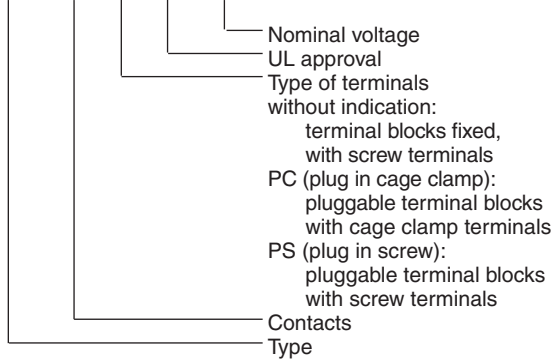 Nominal voltage
UL approval
Type of terminals
without indication:
terminal blocks fixed,
with screw terminals
PC (plug in cage clamp):
pluggable terminal blocks
with cage clamp terminals
PS (plug in screw):
pluggable terminal blocks
with screw terminals
Contacts
Type